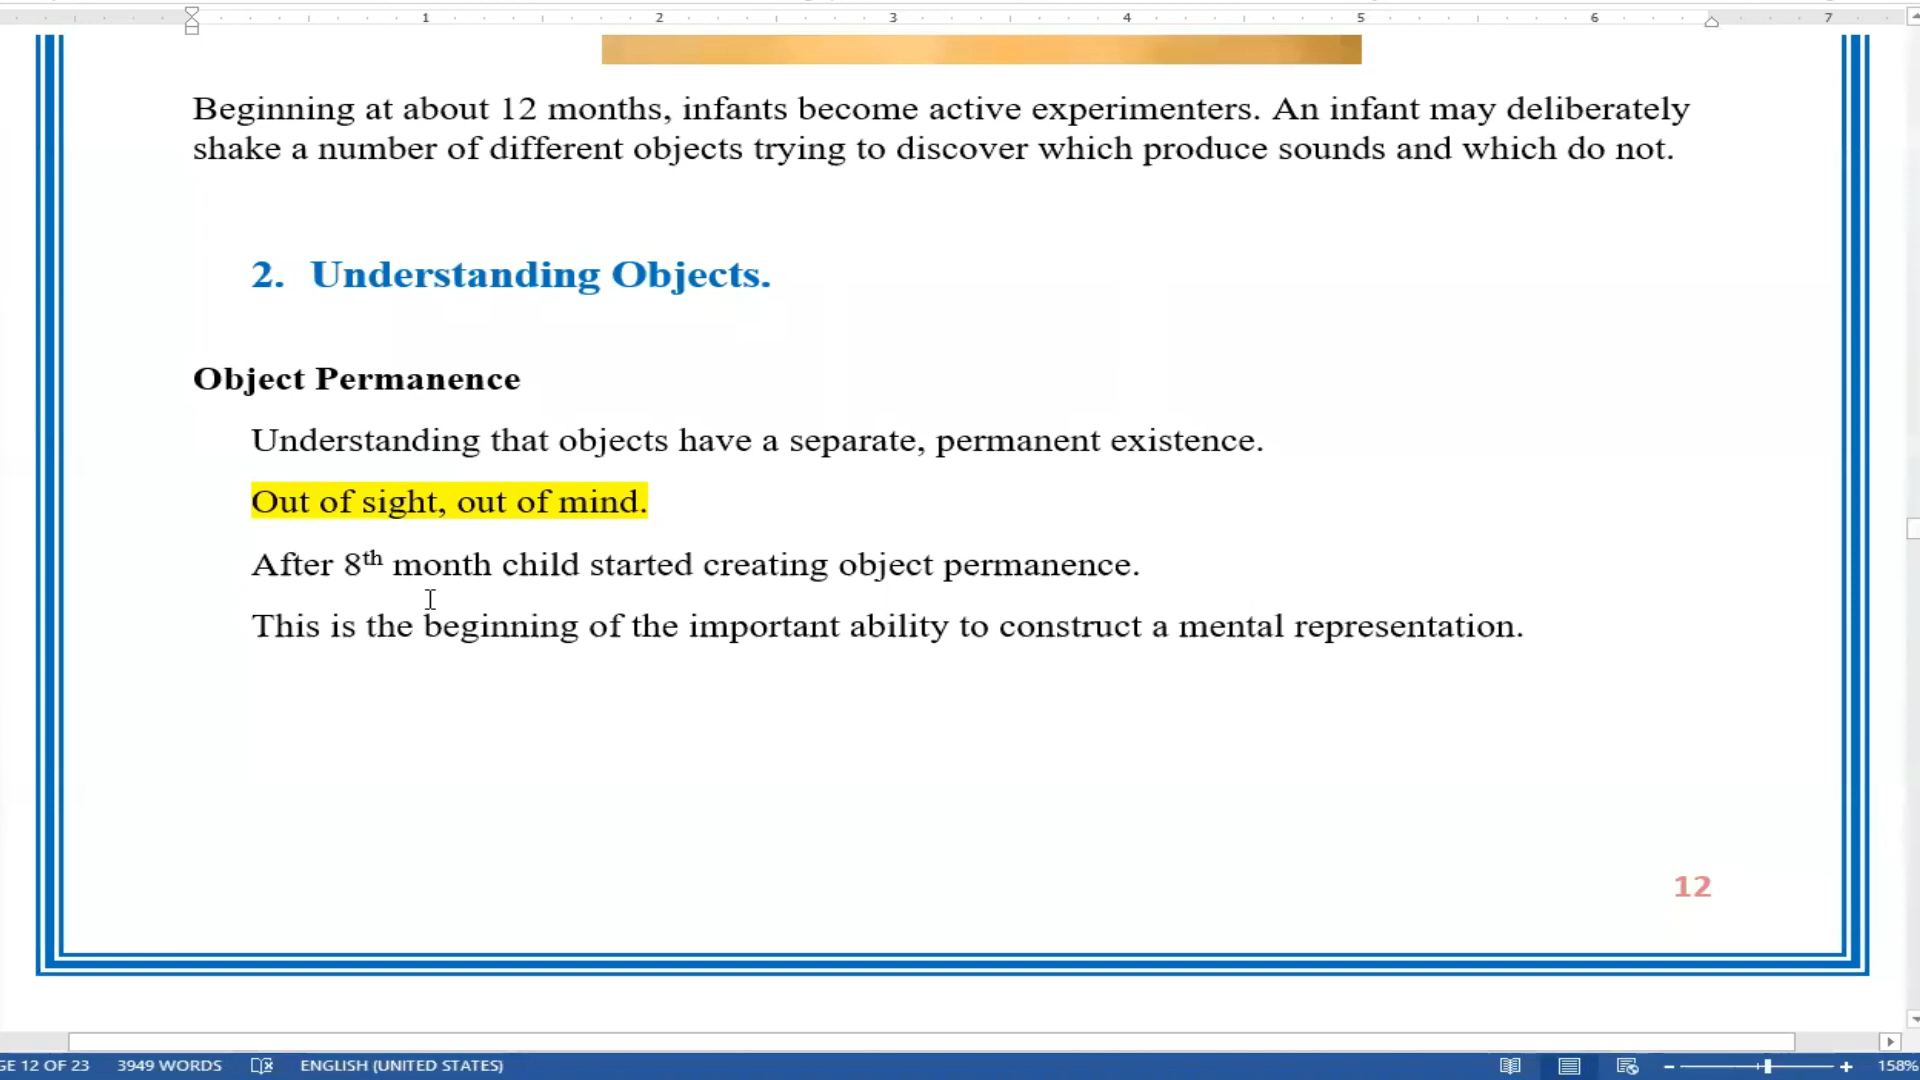 1 2 3 4 5 6 7
Beginning at about 12 months, infants become active experimenters. An infant may deliberately
shake a number of different objects trying to discover which produce sounds and which do not.
2. Understanding Objects.
Object Permanence
Understanding that objects have a separate, permanent existence.
Out of sight, out of mind.
After 8th month child started creating object permanence.
This is the beginning of the important ability to construct a mental representation.
12
GE 12 OF 23 3949 WORDS ENGLISH (UNITED STATES) 158%